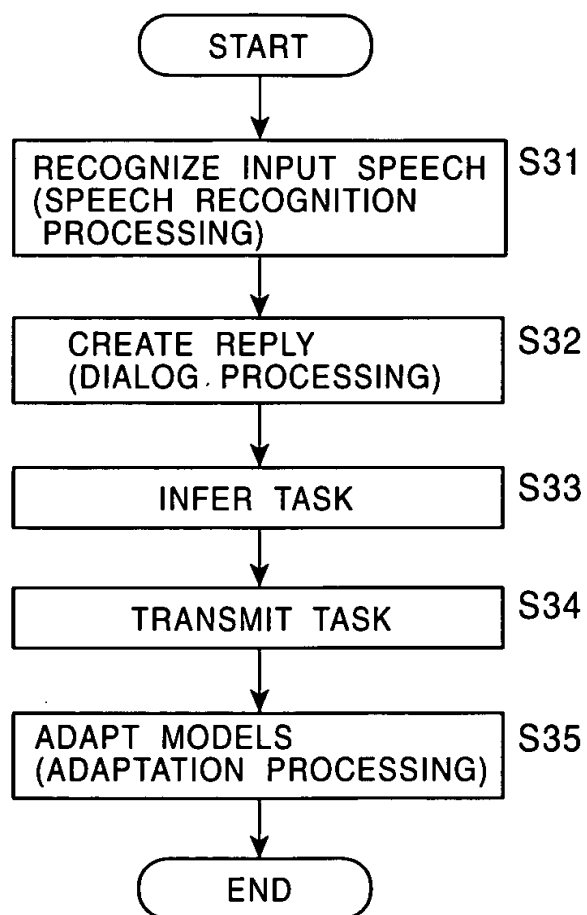 START
RECOGNIZE INPUT SPEECH
(SPEECH RECOGNITION
PROCESSING)
S31
CREATE REPLY
(DIALOG PROCESSING)
S32
INFER TASK
S33
TRANSMIT TASK
S34
ADAPT MODELS
(ADAPTATION PROCESSING)
S35
END